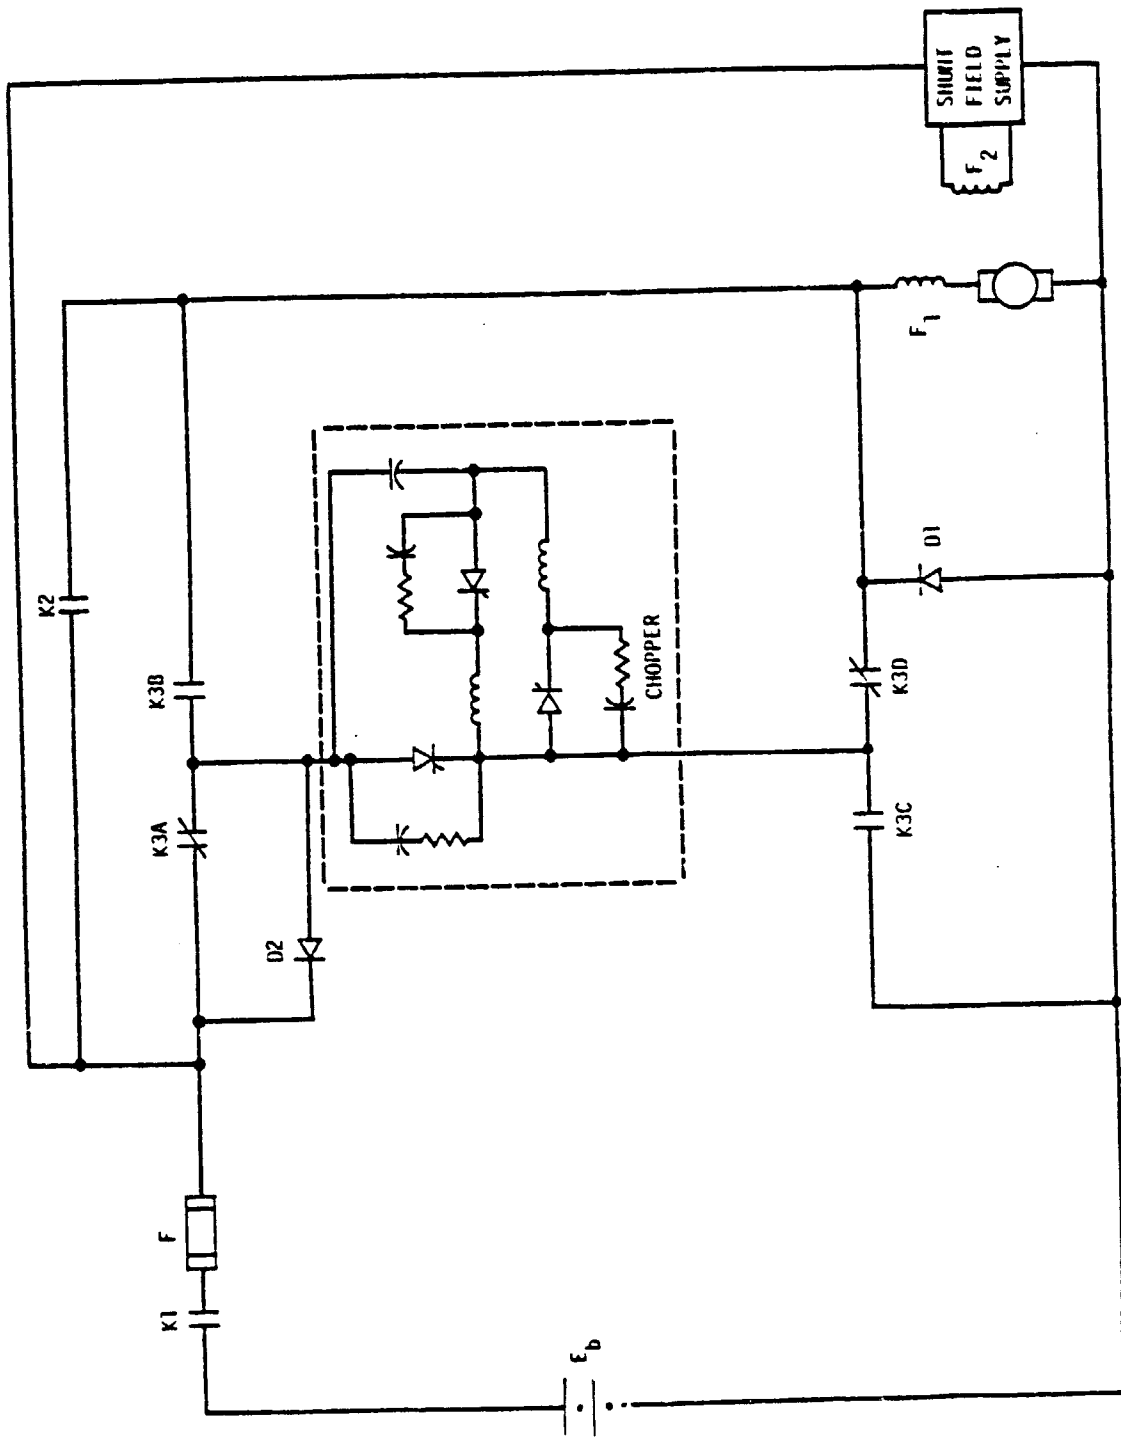 SHUNT
FIELD
SUPPLY
F2
K2
K3B
K3A
F1
D1
CHOPPER
K3D
K3C
D2
F
K1
Eb